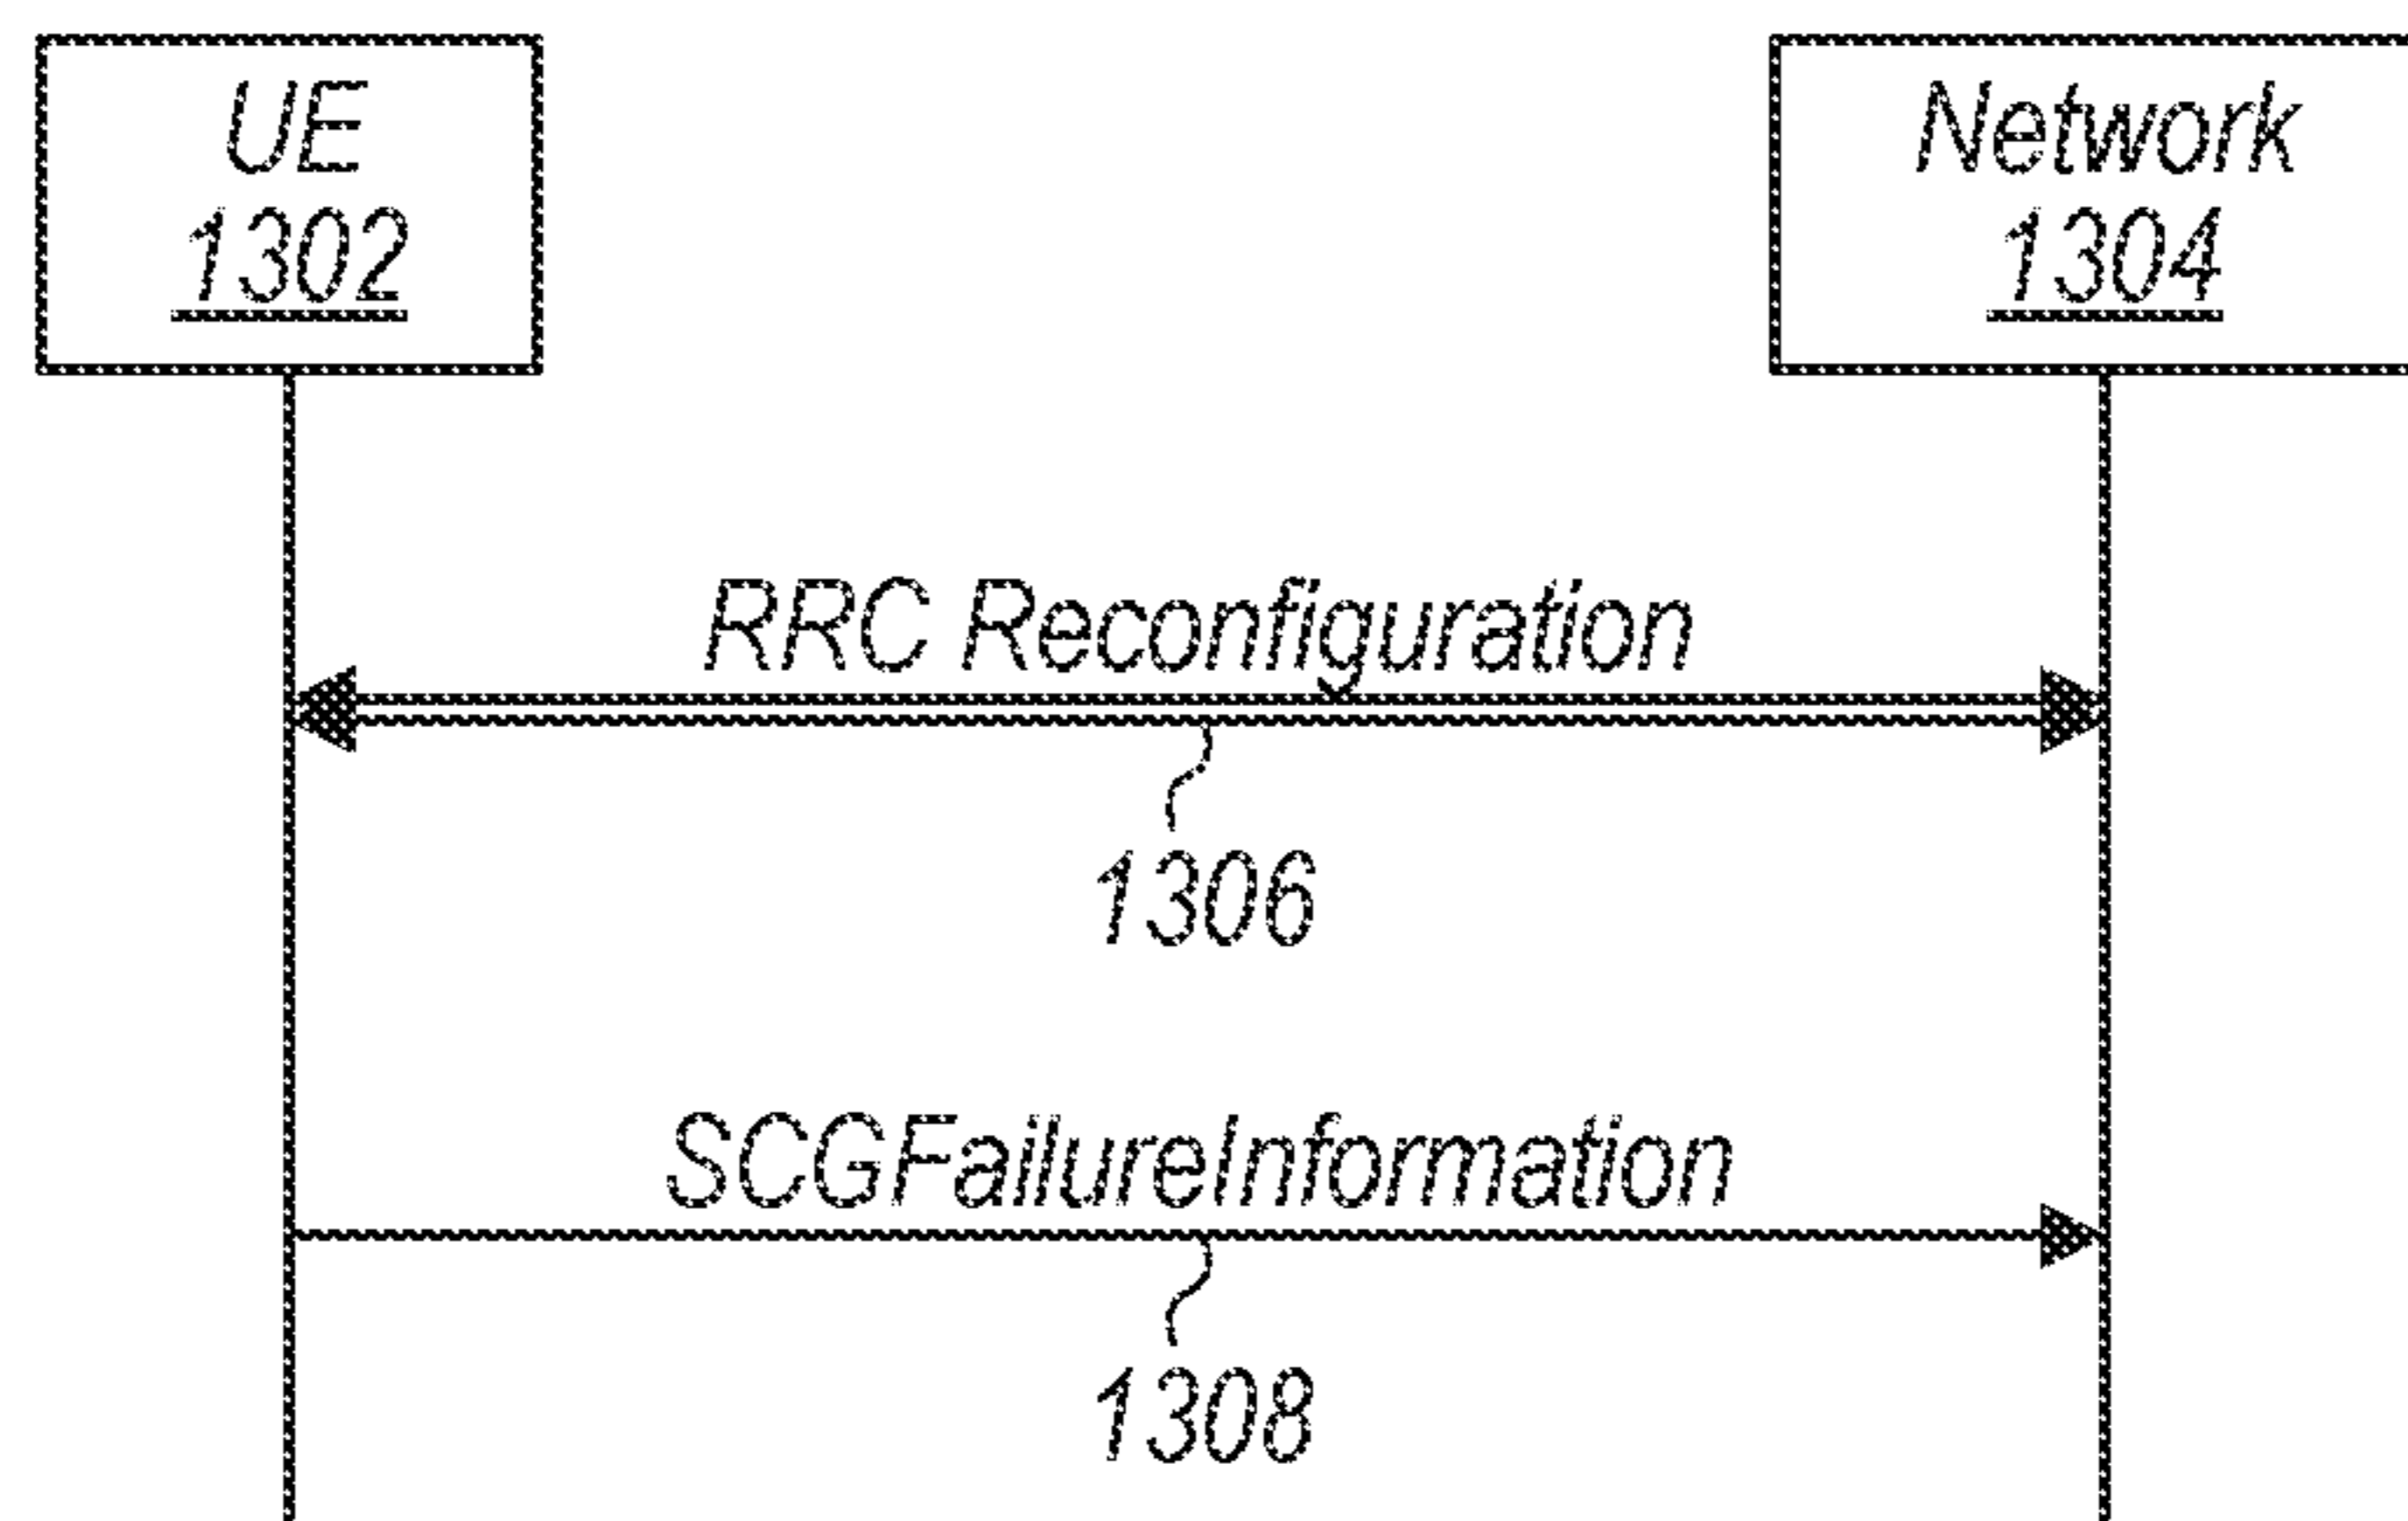 UE
1302
Network
1304
RRC Reconfiguration
1306
SCGFailureInformation
1308